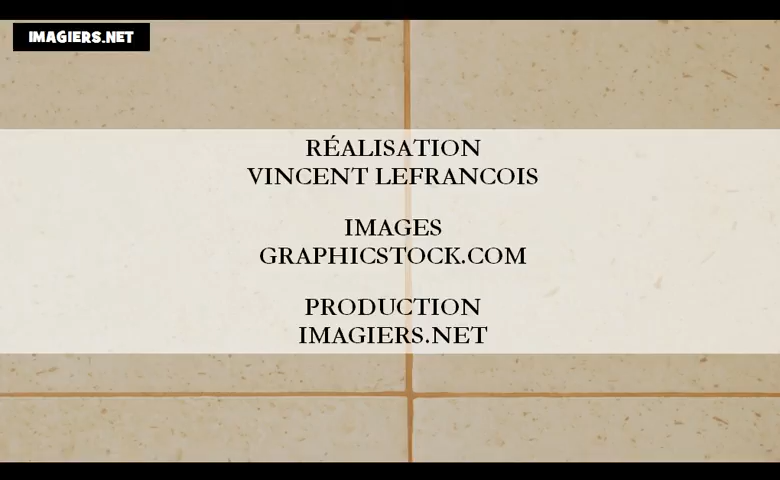 IMAGIERS.NET
RÉALISATION
VINCENT LEFRANCOIS
IMAGES
GRAPHICSTOCK.COM
PRODUCTION
IMAGIERS.NET